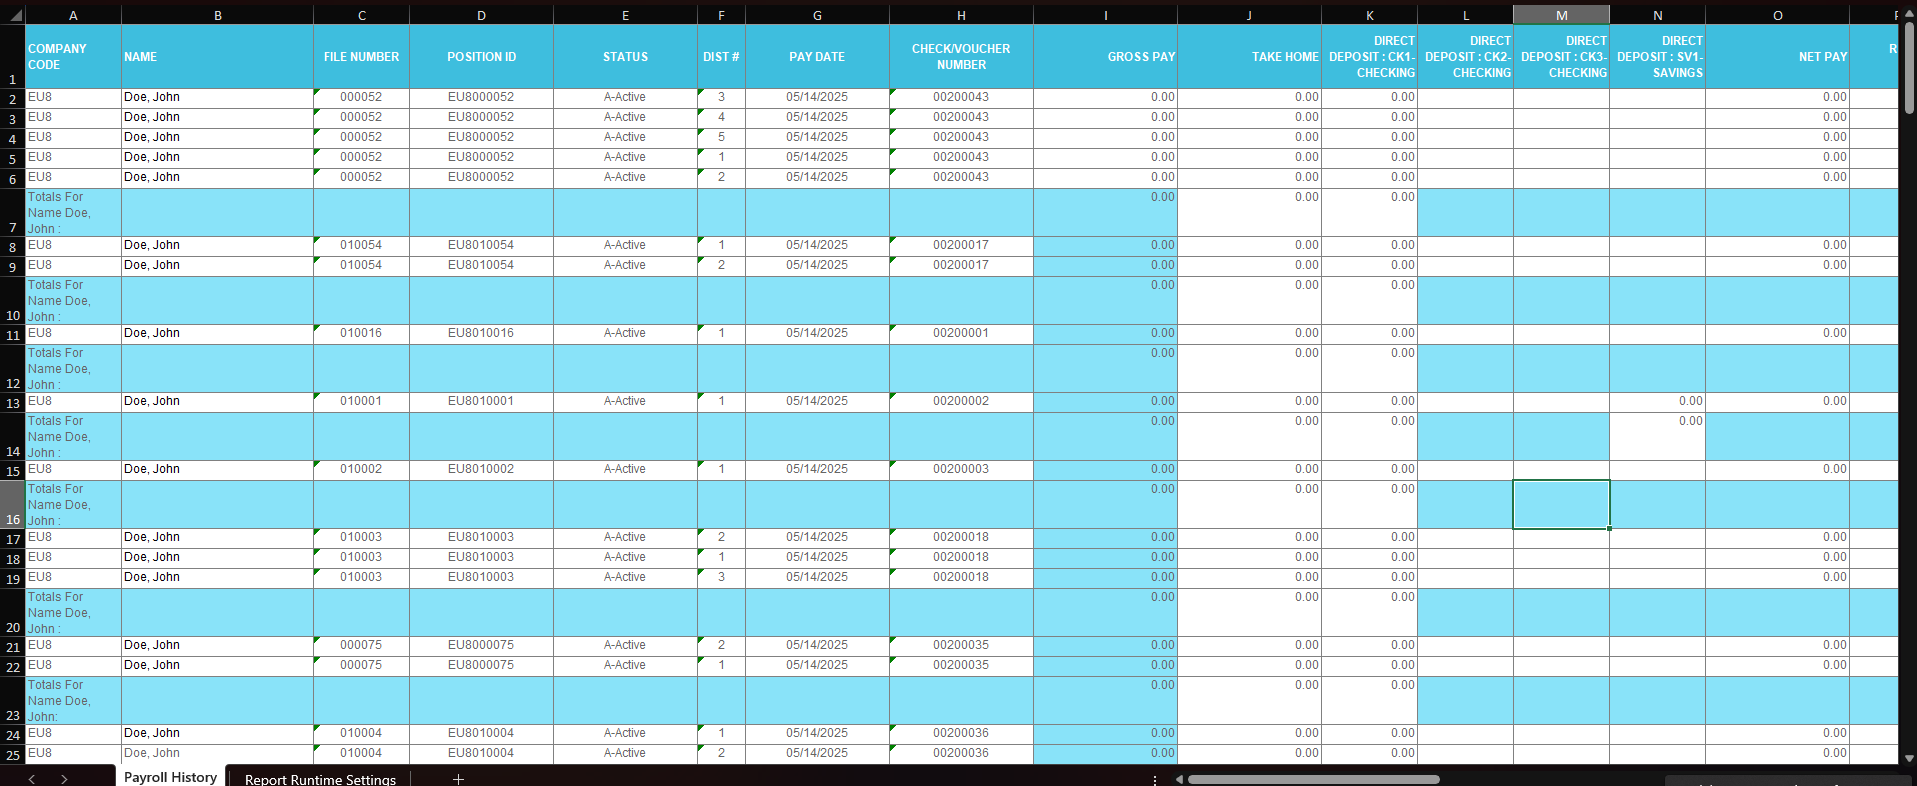 A B C D E F G H I J K L M N O
1 COMPANY CODE NAME FILE NUMBER POSITION ID STATUS DIST # PAY DATE CHECK/VOUCHER NUMBER GROSS PAY TAKE HOME DIRECT DEPOSIT : CK1-CHECKING DIRECT DEPOSIT : CK2-CHECKING DIRECT DEPOSIT : CK3-CHECKING DIRECT DEPOSIT : SV1-SAVINGS NET PAY R
2 EU8 Doe, John 000052 EU8000052 A-Active 3 05/14/2025 00200043 0.00 0.00 0.00 0.00
3 EU8 Doe, John 000052 EU8000052 A-Active 4 05/14/2025 00200043 0.00 0.00 0.00 0.00
4 EU8 Doe, John 000052 EU8000052 A-Active 5 05/14/2025 00200043 0.00 0.00 0.00 0.00
5 EU8 Doe, John 000052 EU8000052 A-Active 1 05/14/2025 00200043 0.00 0.00 0.00 0.00
6 EU8 Doe, John 000052 EU8000052 A-Active 2 05/14/2025 00200043 0.00 0.00 0.00 0.00
7 Totals For Name Doe, John : 0.00 0.00 0.00
8 EU8 Doe, John 010054 EU8010054 A-Active 1 05/14/2025 00200017 0.00 0.00 0.00 0.00
9 EU8 Doe, John 010054 EU8010054 A-Active 2 05/14/2025 00200017 0.00 0.00 0.00 0.00
10 Totals For Name Doe, John : 0.00 0.00 0.00
11 EU8 Doe, John 010016 EU8010016 A-Active 1 05/14/2025 00200001 0.00 0.00 0.00 0.00
12 Totals For Name Doe, John : 0.00 0.00 0.00
13 EU8 Doe, John 010001 EU8010001 A-Active 1 05/14/2025 00200002 0.00 0.00 0.00 0.00 0.00
14 Totals For Name Doe, John : 0.00 0.00 0.00 0.00
15 EU8 Doe, John 010002 EU8010002 A-Active 1 05/14/2025 00200003 0.00 0.00 0.00 0.00
16 Totals For Name Doe, John : 0.00 0.00 0.00
17 EU8 Doe, John 010003 EU8010003 A-Active 2 05/14/2025 00200018 0.00 0.00 0.00 0.00
18 EU8 Doe, John 010003 EU8010003 A-Active 1 05/14/2025 00200018 0.00 0.00 0.00 0.00
19 EU8 Doe, John 010003 EU8010003 A-Active 3 05/14/2025 00200018 0.00 0.00 0.00 0.00
20 Totals For Name Doe, John : 0.00 0.00 0.00
21 EU8 Doe, John 000075 EU8000075 A-Active 2 05/14/2025 00200035 0.00 0.00 0.00 0.00
22 EU8 Doe, John 000075 EU8000075 A-Active 1 05/14/2025 00200035 0.00 0.00 0.00 0.00
23 Totals For Name Doe, John: 0.00 0.00 0.00
24 EU8 Doe, John 010004 EU8010004 A-Active 1 05/14/2025 00200036 0.00 0.00 0.00 0.00
25 EU8 Doe, John 010004 EU8010004 A-Active 2 05/14/2025 00200036 0.00 0.00 0.00 0.00
Payroll History Report Runtime Settings +